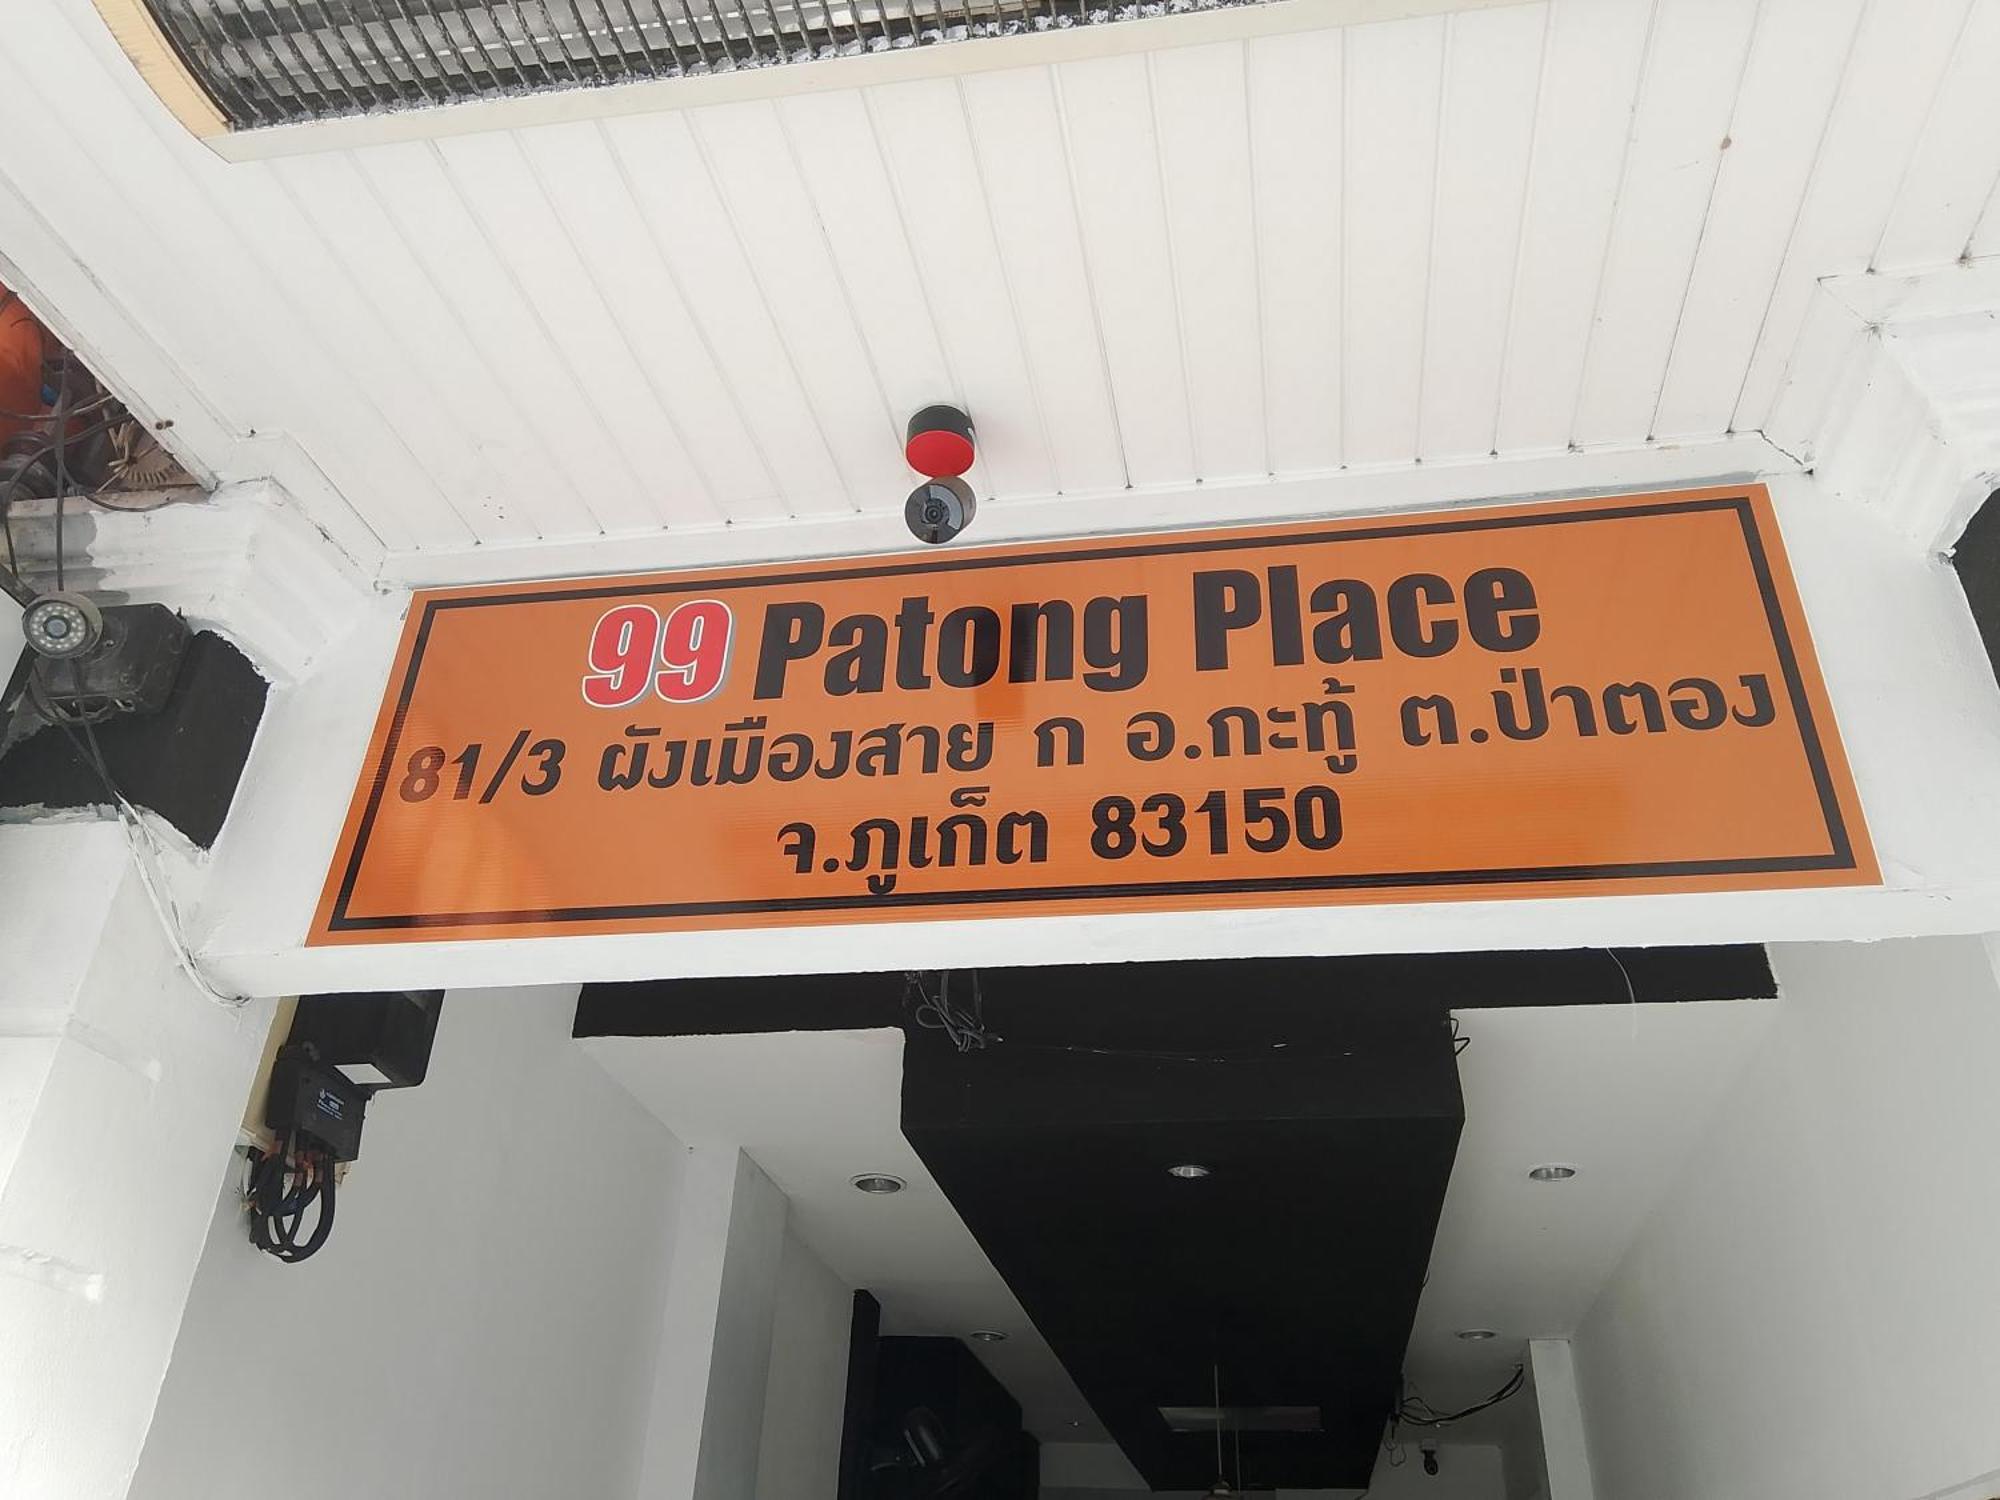 99 Patong Place
81/3 ผังเมืองสาย ก อ.กะทู้ ต.ป่าตอง
จ.ภูเก็ต 83150